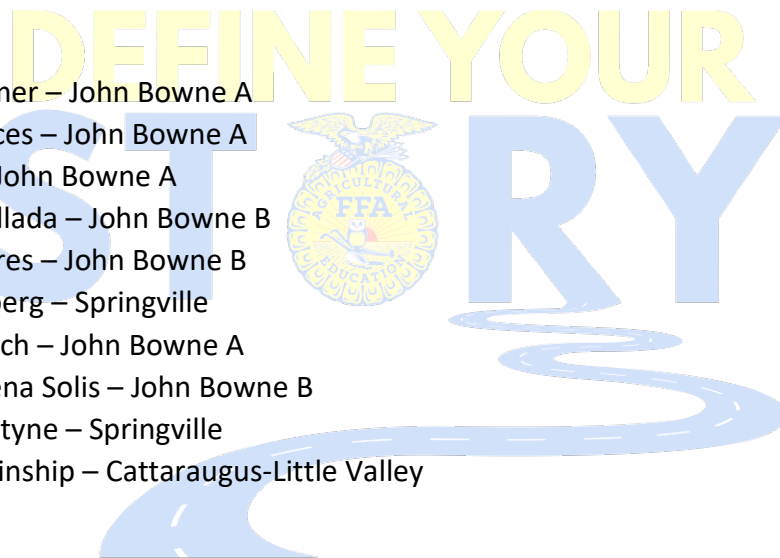 DEFINE YOUR
STORY
AGRICULTURAL
FFA
EDUCATION
ner – John Bowne A
ces – John Bowne A
John Bowne A
llada – John Bowne B
res – John Bowne B
berg – Springville
ch – John Bowne A
ena Solis – John Bowne B
tyne – Springville
inship – Cattaraugus-Little Valley